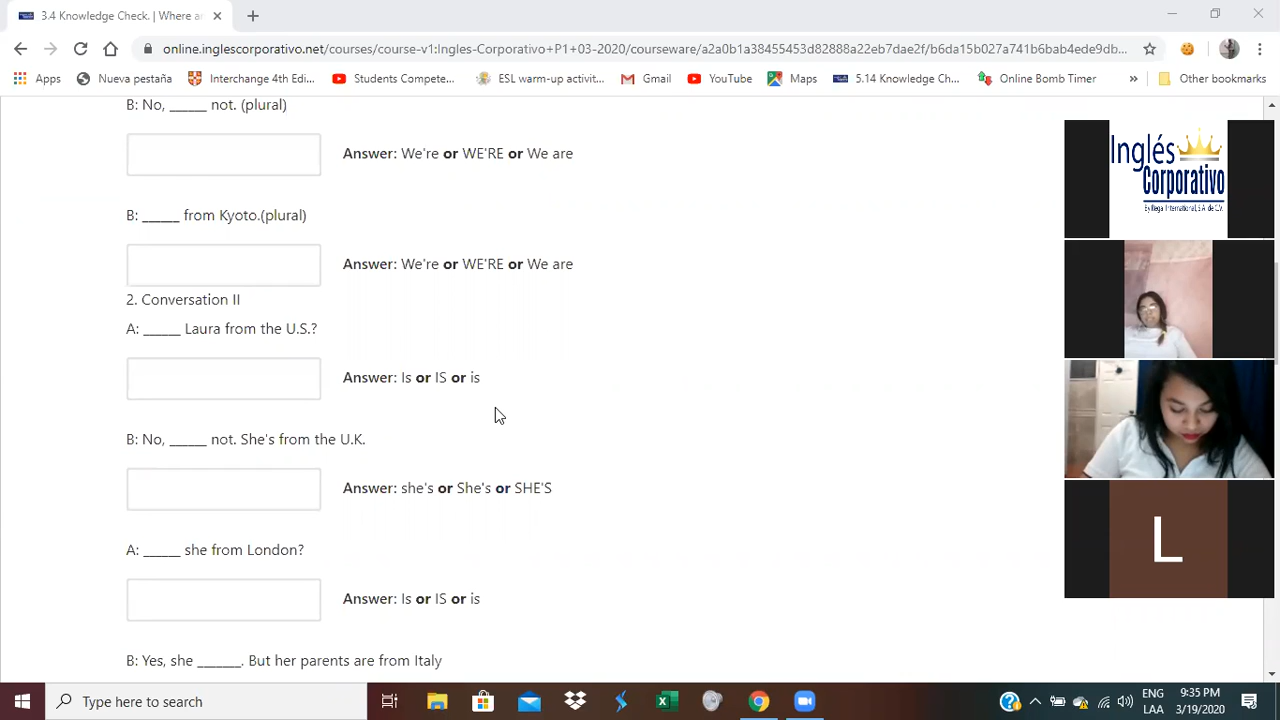 3.4 Knowledge Check. | Where ar
online.inglescorporativo.net/courses/course-v1:Ingles-Corporativo+P1+03-2020/courseware/a2a0b1a38455453d82888a22eb7dae2f/b6da15b027a741b6bab4ede9db...
Apps Nueva pestaña Interchange 4th Edi... Students Compete... ESL warm-up activit... Gmail YouTube Maps 5.14 Knowledge Ch... Online Bomb Timer » Other bookmarks
B: No, ______ not. (plural)
Answer: We're or WE'RE or We are
B: ______ from Kyoto.(plural)
Answer: We're or WE'RE or We are
2. Conversation II
A: ______ Laura from the U.S.?
Answer: Is or IS or is
B: No, ______ not. She's from the U.K.
Answer: she's or She's or SHE'S
A: ______ she from London?
Answer: Is or IS or is
B: Yes, she _______. But her parents are from Italy
Inglés
Corporativo
L
Type here to search
ENG
LAA
9:35 PM
3/19/2020